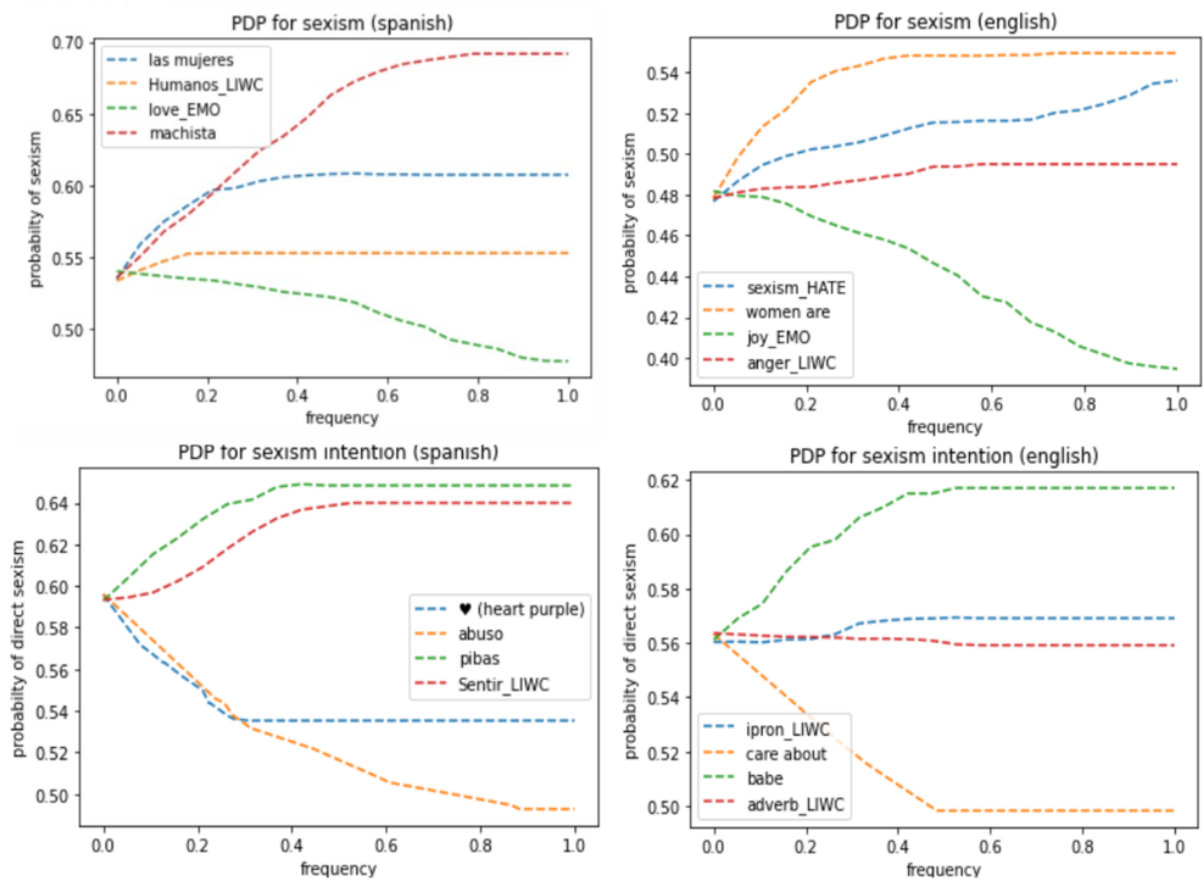 PDP for sexism (spanish)
0.70
0.65
0.60
0.55
0.50
probabilty of sexism
las mujeres
Humanos_LIWC
love_EMO
machista
0.0 0.2 0.4 0.6 0.8 1.0
frequency
PDP for sexism (english)
0.54
0.52
0.50
0.48
0.46
0.44
0.42
0.40
probability of sexism
sexism_HATE
women are
joy_EMO
anger_LIWC
0.0 0.2 0.4 0.6 0.8 1.0
frequency
PDP for sexism intention (spanish)
0.64
0.62
0.60
0.58
0.56
0.54
0.52
0.50
probabilty of direct sexism
♥ (heart purple)
abuso
pibas
Sentir_LIWC
0.0 0.2 0.4 0.6 0.8 1.0
frequency
PDP for sexism intention (english)
0.62
0.60
0.58
0.56
0.54
0.52
0.50
probabilty of direct sexism
ipron_LIWC
care about
babe
adverb_LIWC
0.0 0.2 0.4 0.6 0.8 1.0
frequency